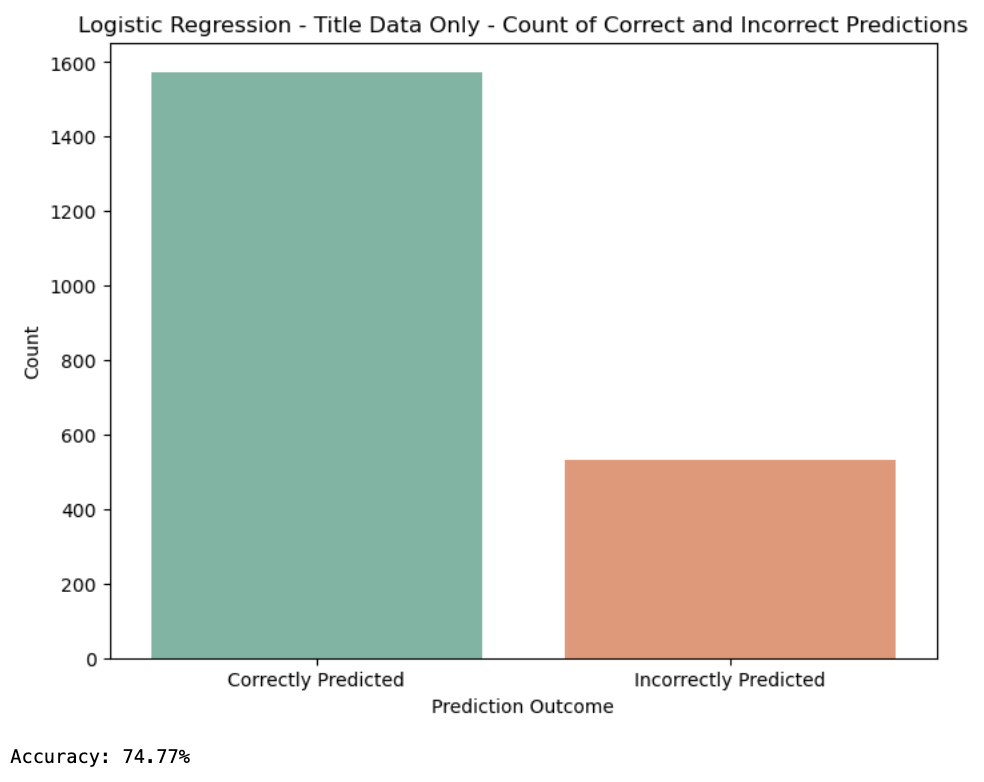 Logistic Regression - Title Data Only - Count of Correct and Incorrect Predictions
1600
1400
1200
1000
800
600
400
200
0
Count
Correctly Predicted
Incorrectly Predicted
Prediction Outcome
Accuracy: 74.77%